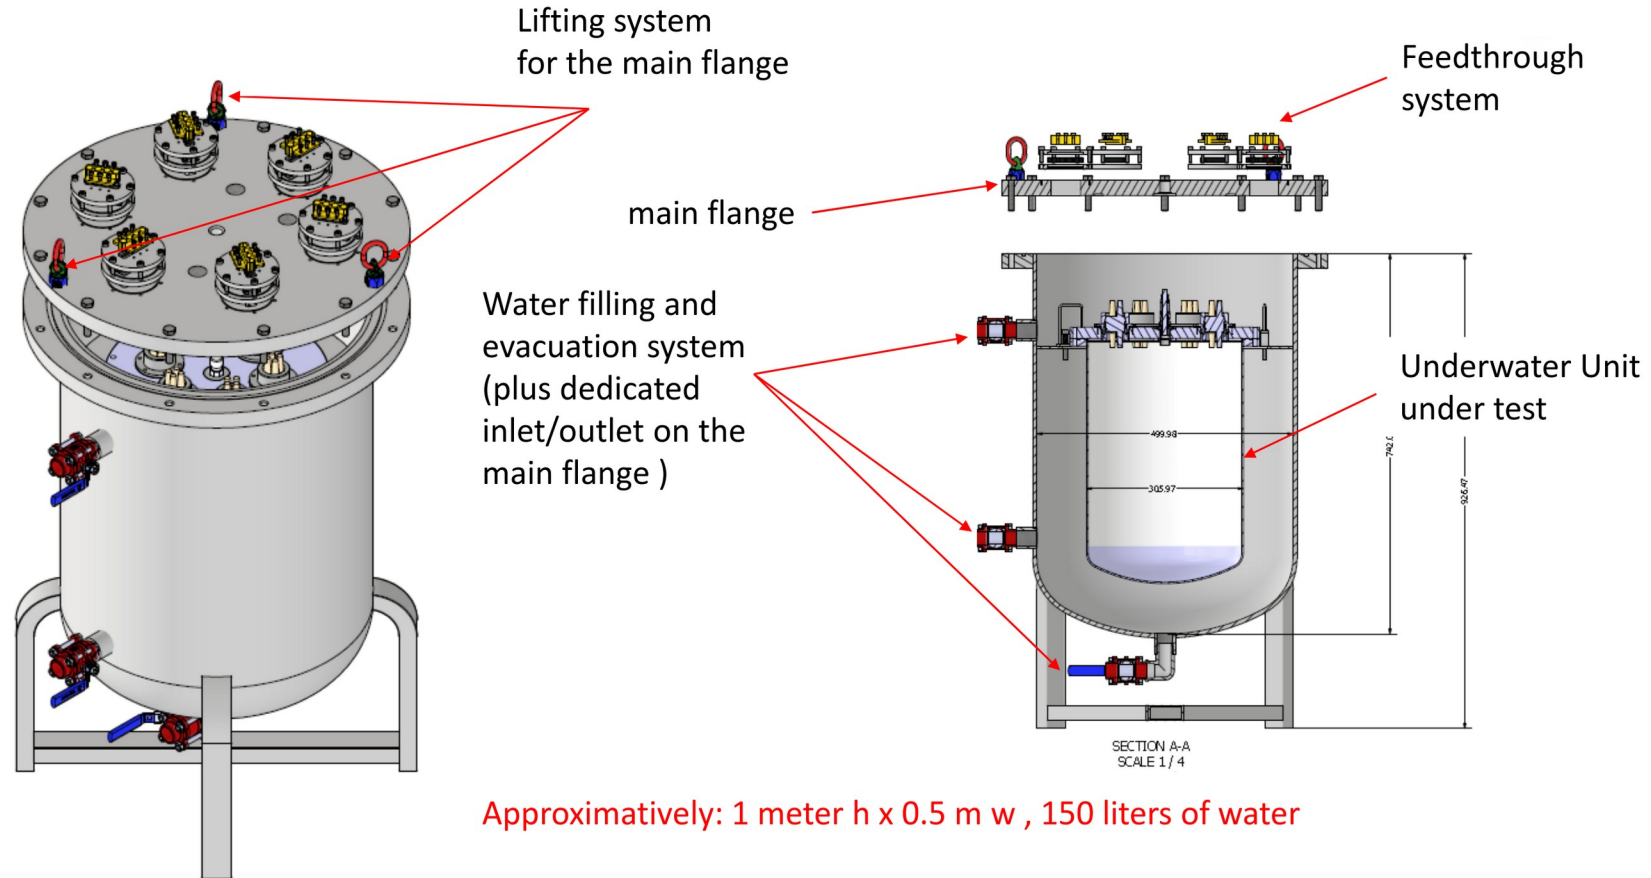 Lifting system
for the main flange
Feedthrough
system
main flange
Water filling and
evacuation system
(plus dedicated
inlet/outlet on the
main flange )
Underwater Unit
under test
499.98
305.97
926.47
SECTION A-A
SCALE 1 / 4
Approximatively: 1 meter h x 0.5 m w , 150 liters of water